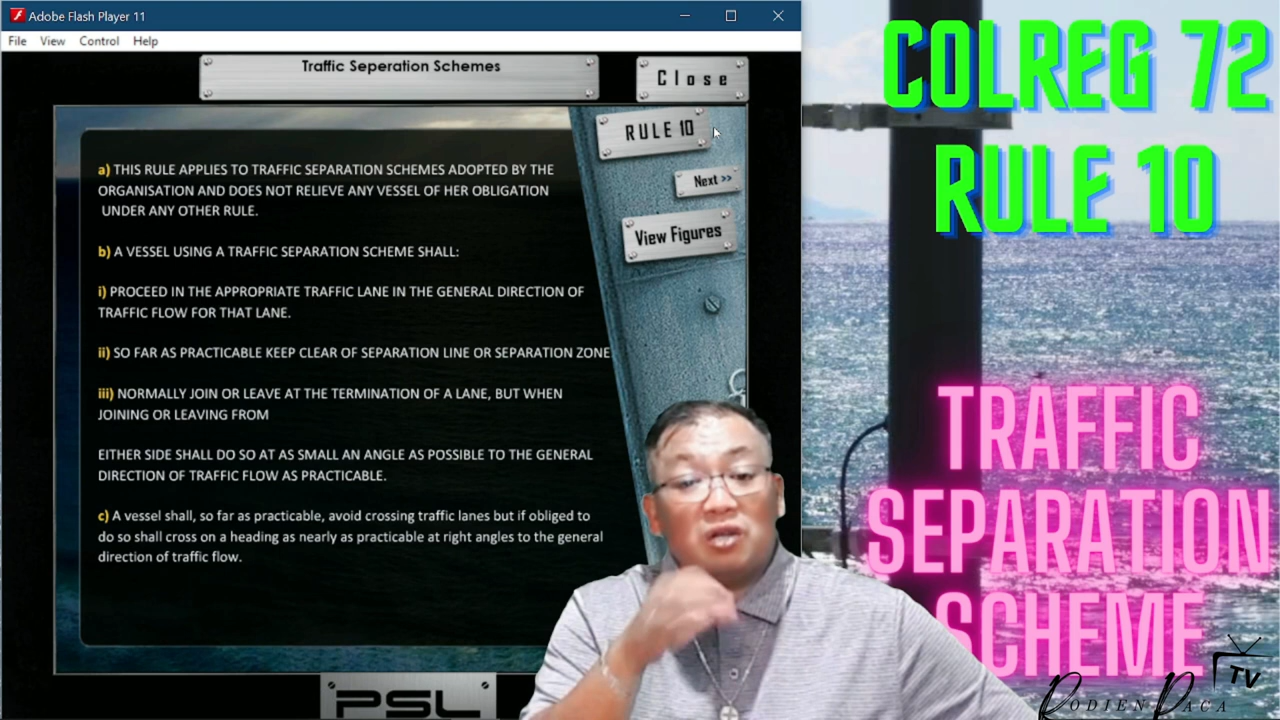 Adobe Flash Player 11
File View Control Help
Traffic Seperation Schemes
Close
RULE 10
Next >>
View Figures
a) THIS RULE APPLIES TO TRAFFIC SEPARATION SCHEMES ADOPTED BY THE
ORGANISATION AND DOES NOT RELIEVE ANY VESSEL OF HER OBLIGATION
UNDER ANY OTHER RULE.
b) A VESSEL USING A TRAFFIC SEPARATION SCHEME SHALL:
i) PROCEED IN THE APPROPRIATE TRAFFIC LANE IN THE GENERAL DIRECTION OF
TRAFFIC FLOW FOR THAT LANE.
ii) SO FAR AS PRACTICABLE KEEP CLEAR OF SEPARATION LINE OR SEPARATION ZONE
iii) NORMALLY JOIN OR LEAVE AT THE TERMINATION OF A LANE, BUT WHEN
JOINING OR LEAVING FROM
EITHER SIDE SHALL DO SO AT AS SMALL AN ANGLE AS POSSIBLE TO THE GENERAL
DIRECTION OF TRAFFIC FLOW AS PRACTICABLE.
c) A vessel shall, so far as practicable, avoid crossing traffic lanes but if obliged to
do so shall cross on a heading as nearly as practicable at right angles to the general
direction of traffic flow.
PSL
COLREG 72
RULE 10
TRAFFIC
SEPARATION
SCHEME
TV
RODIEN PACA